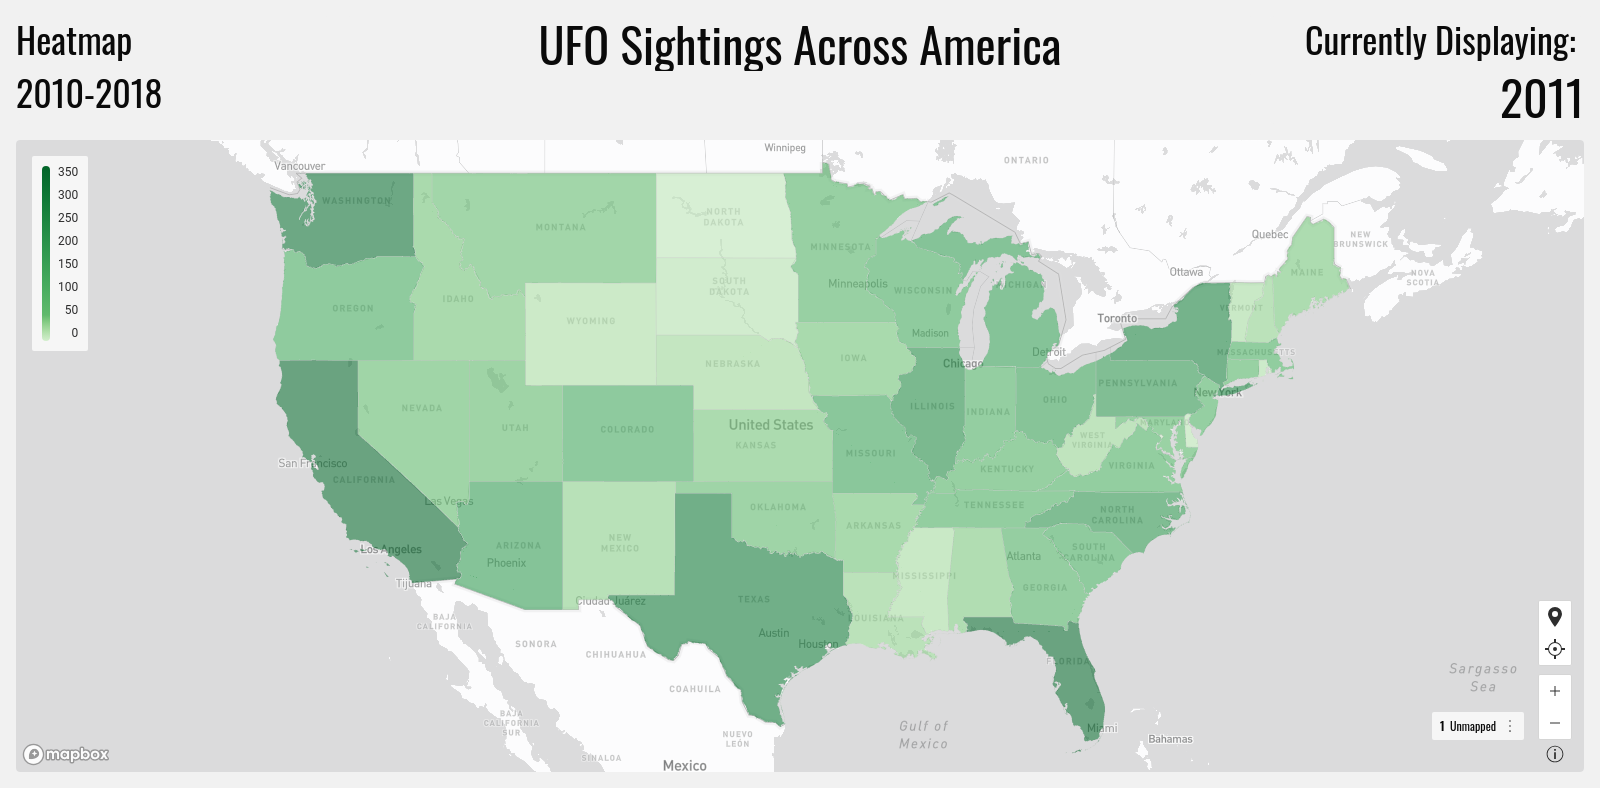 Heatmap
2010-2018
UFO Sightings Across America
Currently Displaying:
2011
350
300
250
200
150
100
50
0
Vancouver
Winnipeg
ONTARIO
WASHINGTON
MONTANA
NORTH
DAKOTA
MINNESOTA
Quebec
NEW
BRUNSWICK
MAINE
NOVA
SCOTIA
Ottawa
OREGON
IDAHO
SOUTH
DAKOTA
Minneapolis
WISCONSIN
MICHIGAN
VERMONT
WYOMING
Toronto
Madison
Detroit
MASSACHUSETTS
NEBRASKA
IOWA
Chicago
PENNSYLVANIA
New York
NEVADA
UTAH
COLORADO
United States
KANSAS
ILLINOIS
INDIANA
OHIO
MARYLAND
WEST
VIRGINIA
MISSOURI
VIRGINIA
KENTUCKY
San Francisco
CALIFORNIA
Las Vegas
OKLAHOMA
TENNESSEE
NORTH
CAROLINA
ARKANSAS
Los Angeles
ARIZONA
Phoenix
NEW
MEXICO
Atlanta
SOUTH
CAROLINA
MISSISSIPPI
GEORGIA
Tijuana
Ciudad Juárez
TEXAS
LOUISIANA
BAJA
CALIFORNIA
Austin
Houston
SONORA
CHIHUAHUA
FLORIDA
Sargasso
Sea
COAHUILA
BAJA
CALIFORNIA
SUR
Gulf of
Mexico
Miami
Bahamas
NUEVO
LEÓN
SINALOA
Mexico
1 Unmapped
mapbox